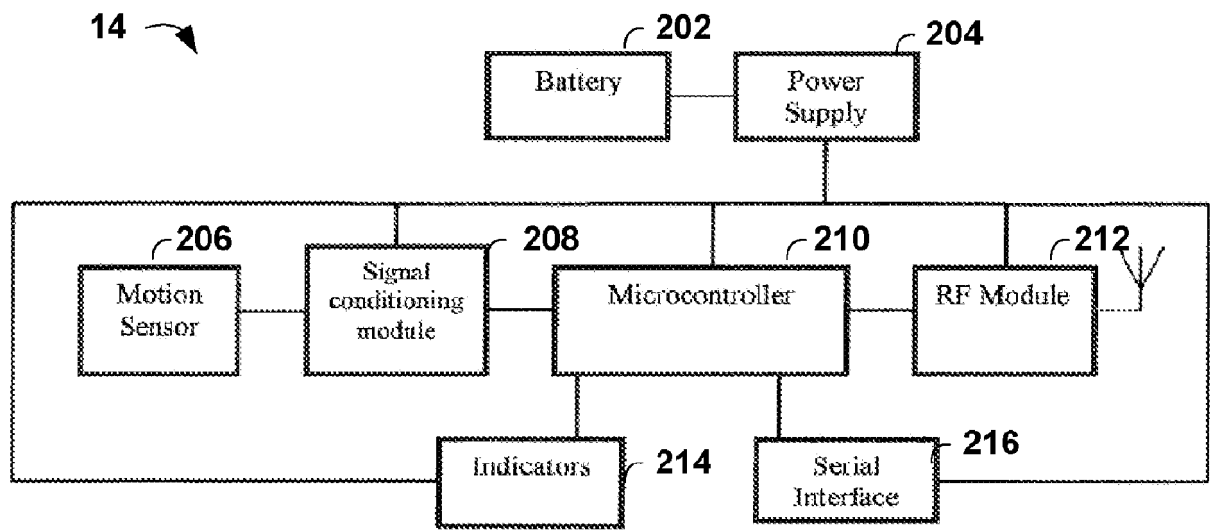 14
202
204
Battery
Power
Supply
206
208
210
212
Motion
Sensor
Signal
conditioning
module
Microcontroller
RF Module
Indicators
214
Serial
Interface
216